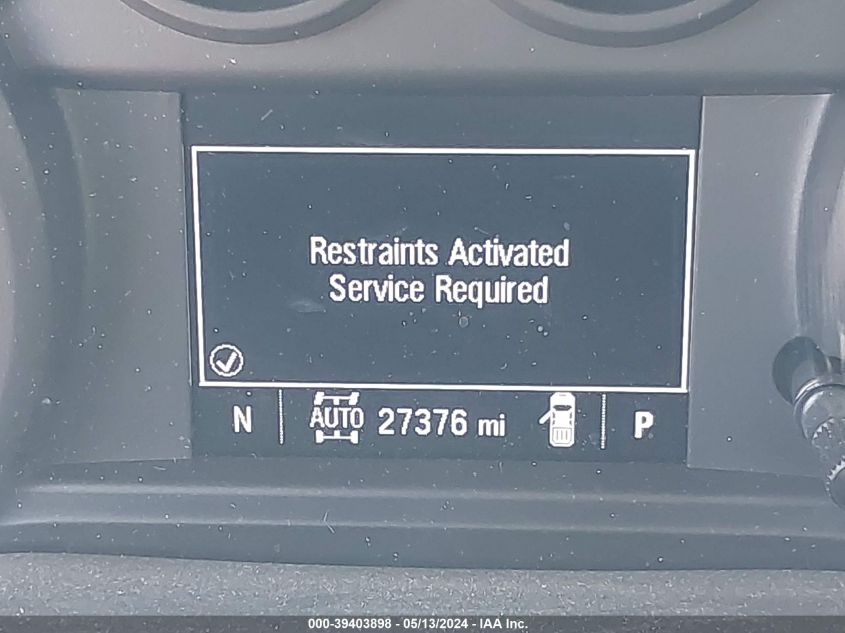 Restraints Activated
Service Required
N AUTO 27376 mi P
000-39403898 - 05/13/2024 - IAA Inc.